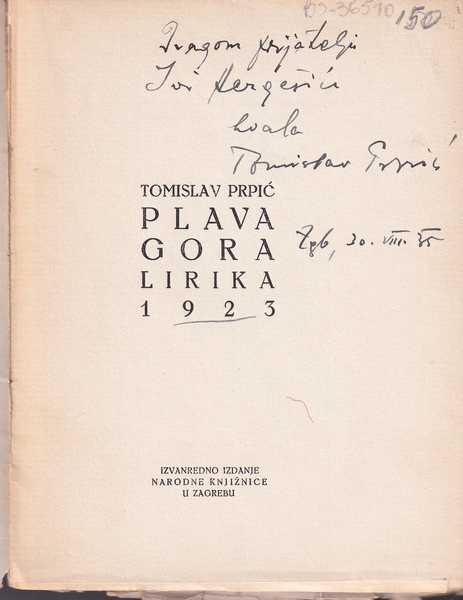 150
Dragom prijatelju
Ivi Hergešiću
hvala
Tomislav Prpić
Zgb, 30. VIII. 35
TOMISLAV PRPIĆ
PLAVA
GORA
LIRIKA
1923
IZVANREDNO IZDANJE
NARODNE KNJIŽNICE
U ZAGREBU